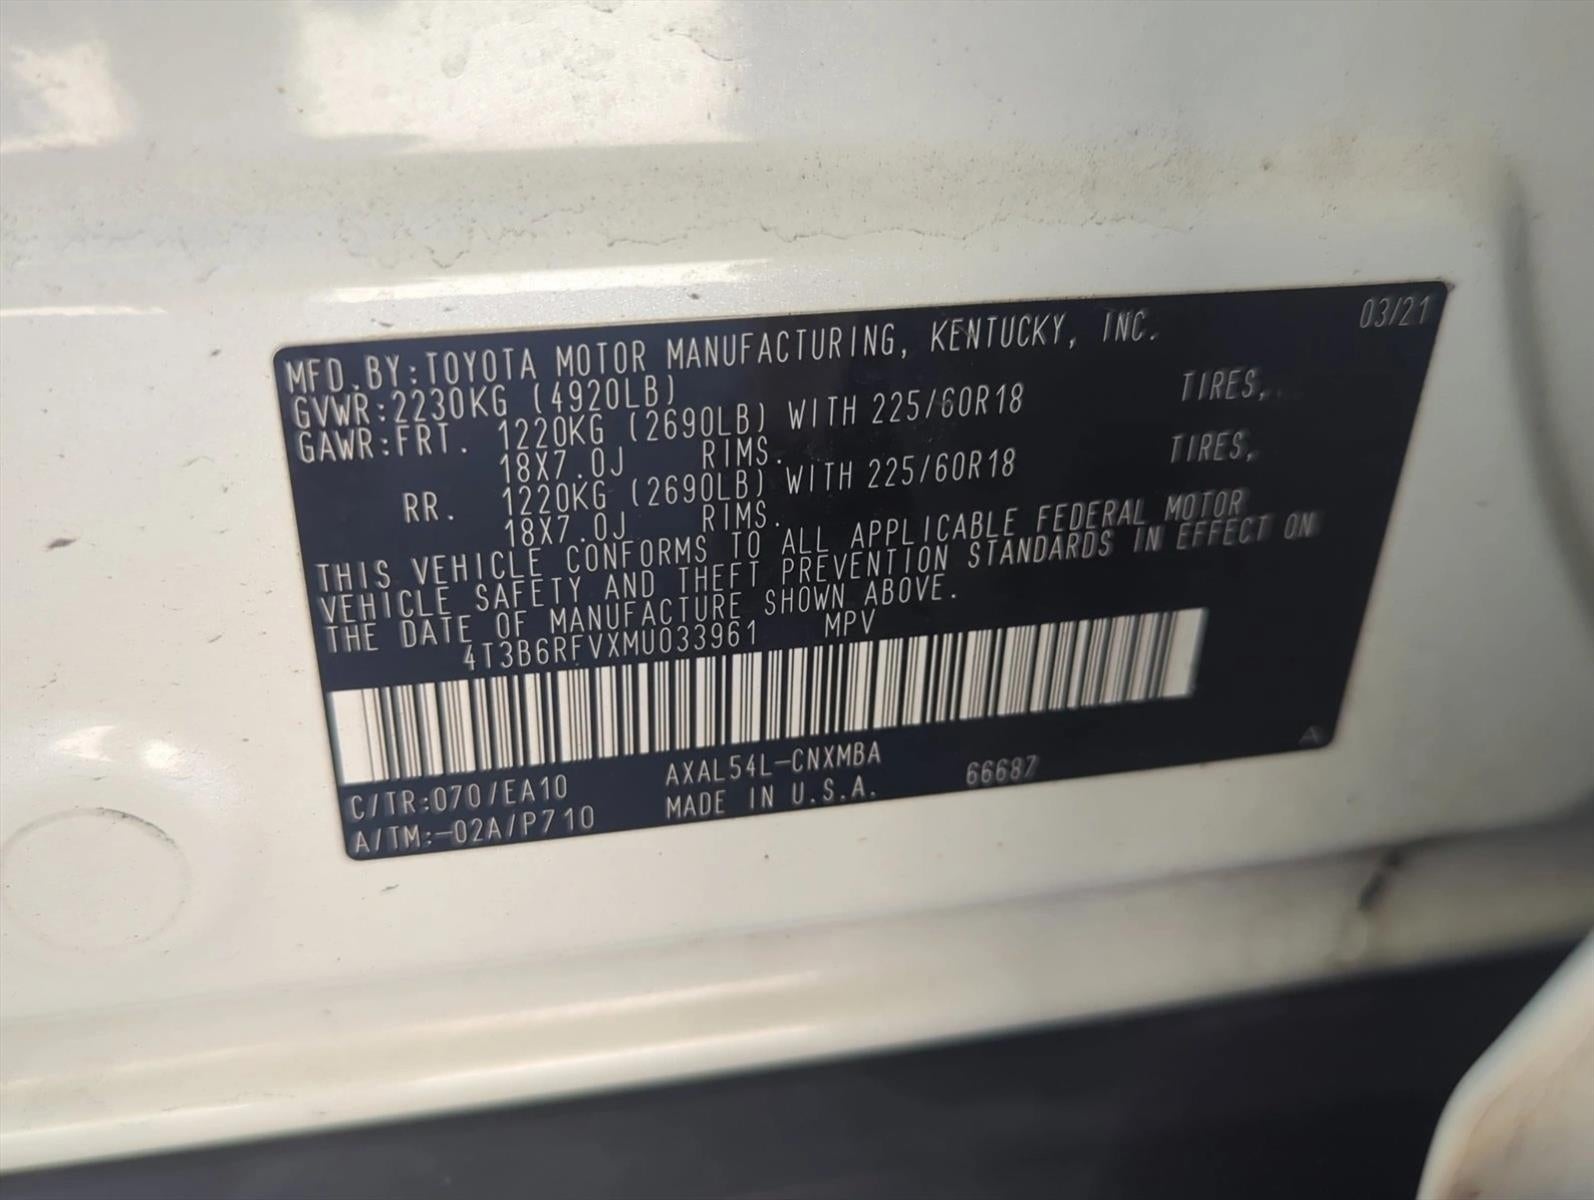 03/21
MFD.BY:TOYOTA MOTOR MANUFACTURING, KENTUCKY, INC.
GVWR:2230KG (4920LB)
GAWR:FRT. 1220KG (2690LB) WITH 225/60R18 TIRES,
18X7.0J RIMS.
RR. 1220KG (2690LB) WITH 225/60R18 TIRES,
18X7.0J RIMS.
THIS VEHICLE CONFORMS TO ALL APPLICABLE FEDERAL MOTOR
VEHICLE SAFETY AND THEFT PREVENTION STANDARDS IN EFFECT ON
THE DATE OF MANUFACTURE SHOWN ABOVE.
4T3B6RFVXMU033961 MPV
C/TR:070/EA10 AXAL54L-CNXMBA 66687
A/TM:-02A/P710 MADE IN U.S.A.
A